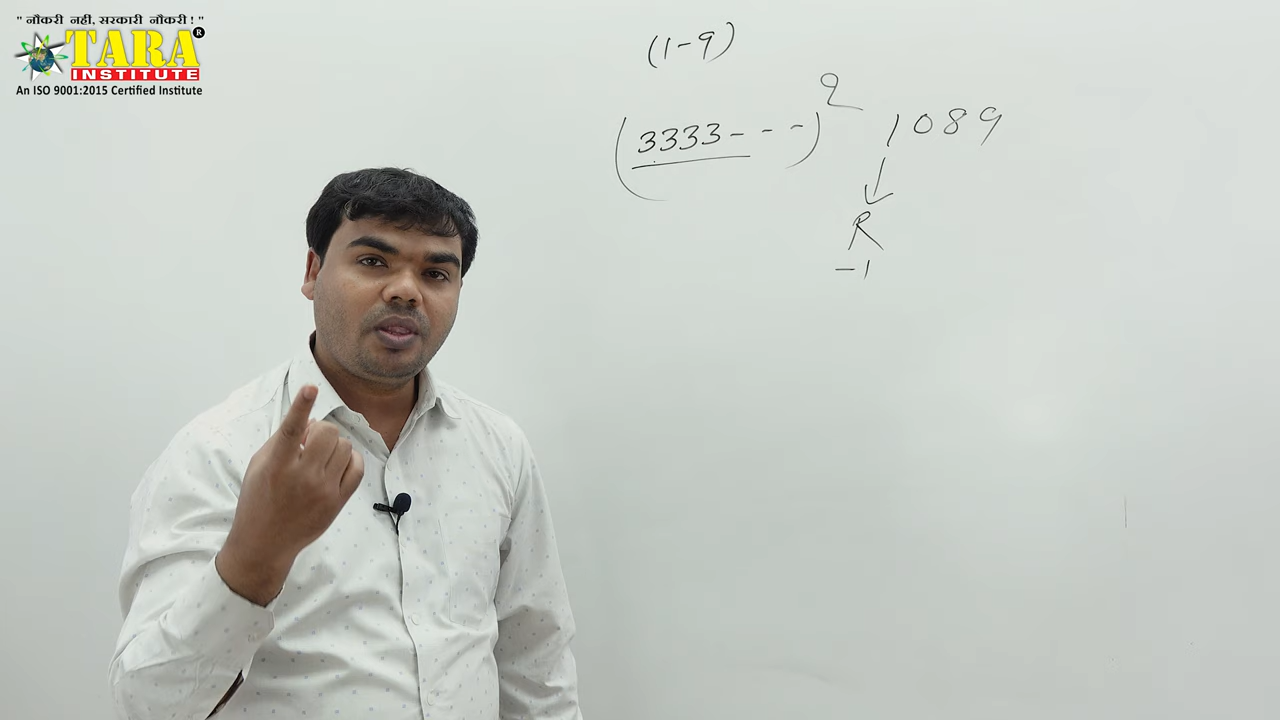 " नौकरी नहीं, सरकारी नौकरी ! "
TARA ®
INSTITUTE
An ISO 9001:2015 Certified Institute
(1-9)
(3333- - -)² 1089
R
-1